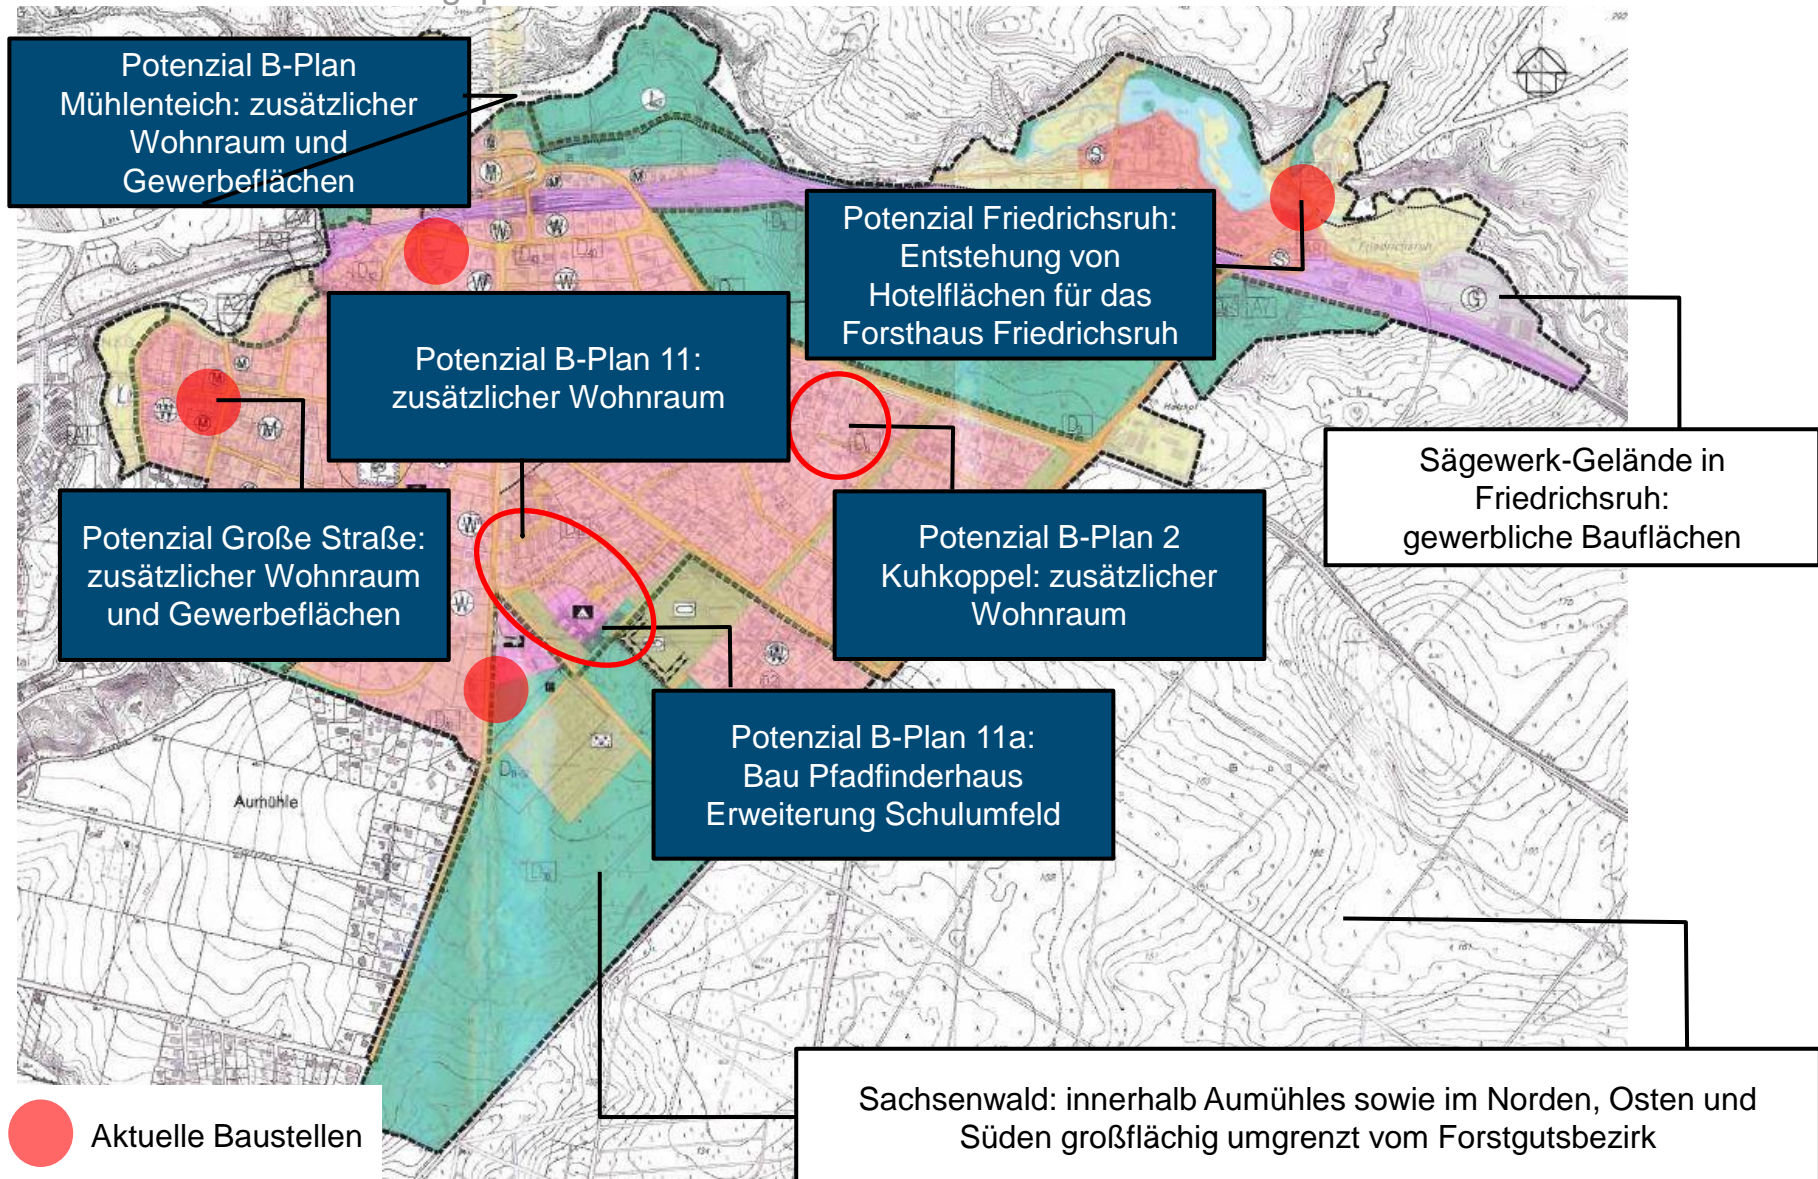 Potenzial B-Plan
Mühlenteich: zusätzlicher
Wohnraum und
Gewerbeflächen
Potenzial Friedrichsruh:
Entstehung von
Hotelflächen für das
Forsthaus Friedrichsruh
Friedrichsruh
G
S
S
Potenzial B-Plan 11:
zusätzlicher Wohnraum
Holzhof
Sägewerk-Gelände in
Friedrichsruh:
gewerbliche Bauflächen
Potenzial Große Straße:
zusätzlicher Wohnraum
und Gewerbeflächen
Potenzial B-Plan 2
Kuhkoppel: zusätzlicher
Wohnraum
Potenzial B-Plan 11a:
Bau Pfadfinderhaus
Erweiterung Schulumfeld
Aumühle
Sachsenwald: innerhalb Aumühles sowie im Norden, Osten und
Süden großflächig umgrenzt vom Forstgutsbezirk
Aktuelle Baustellen